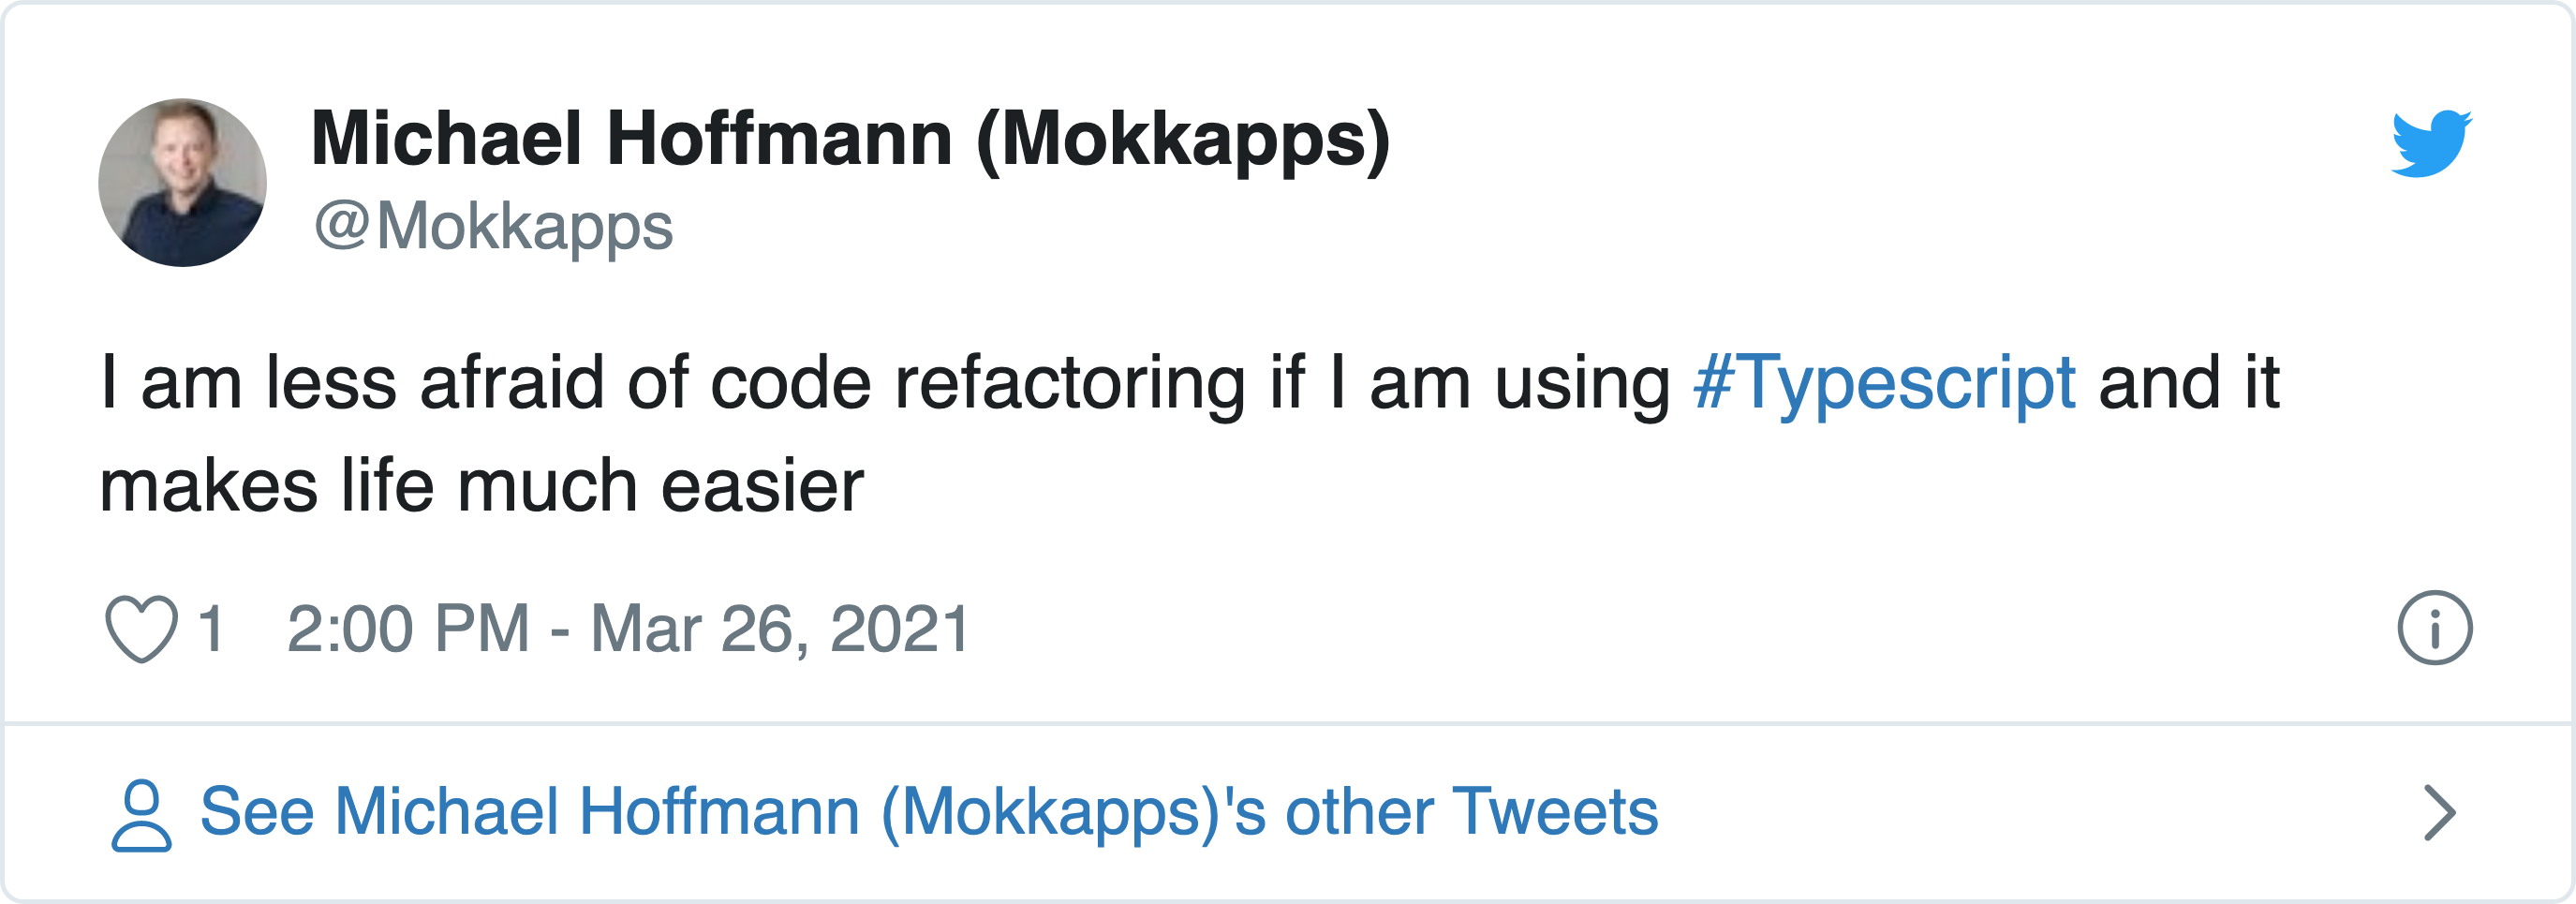 Michael Hoffmann (Mokkapps)
@Mokkapps
I am less afraid of code refactoring if I am using #Typescript and it
makes life much easier
1 2:00 PM - Mar 26, 2021
See Michael Hoffmann (Mokkapps)'s other Tweets